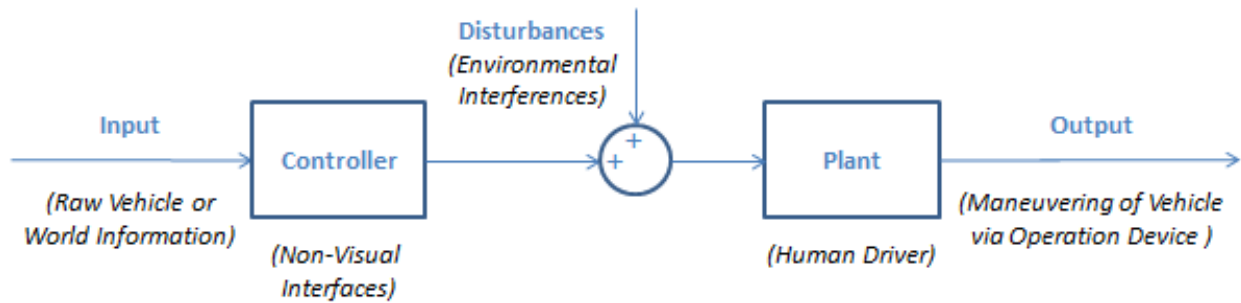 Disturbances
(Environmental
Interferences)
Input
Controller
+
+
Plant
Output
(Raw Vehicle or
World Information)
(Non-Visual
Interfaces)
(Human Driver)
(Maneuvering of Vehicle
via Operation Device )